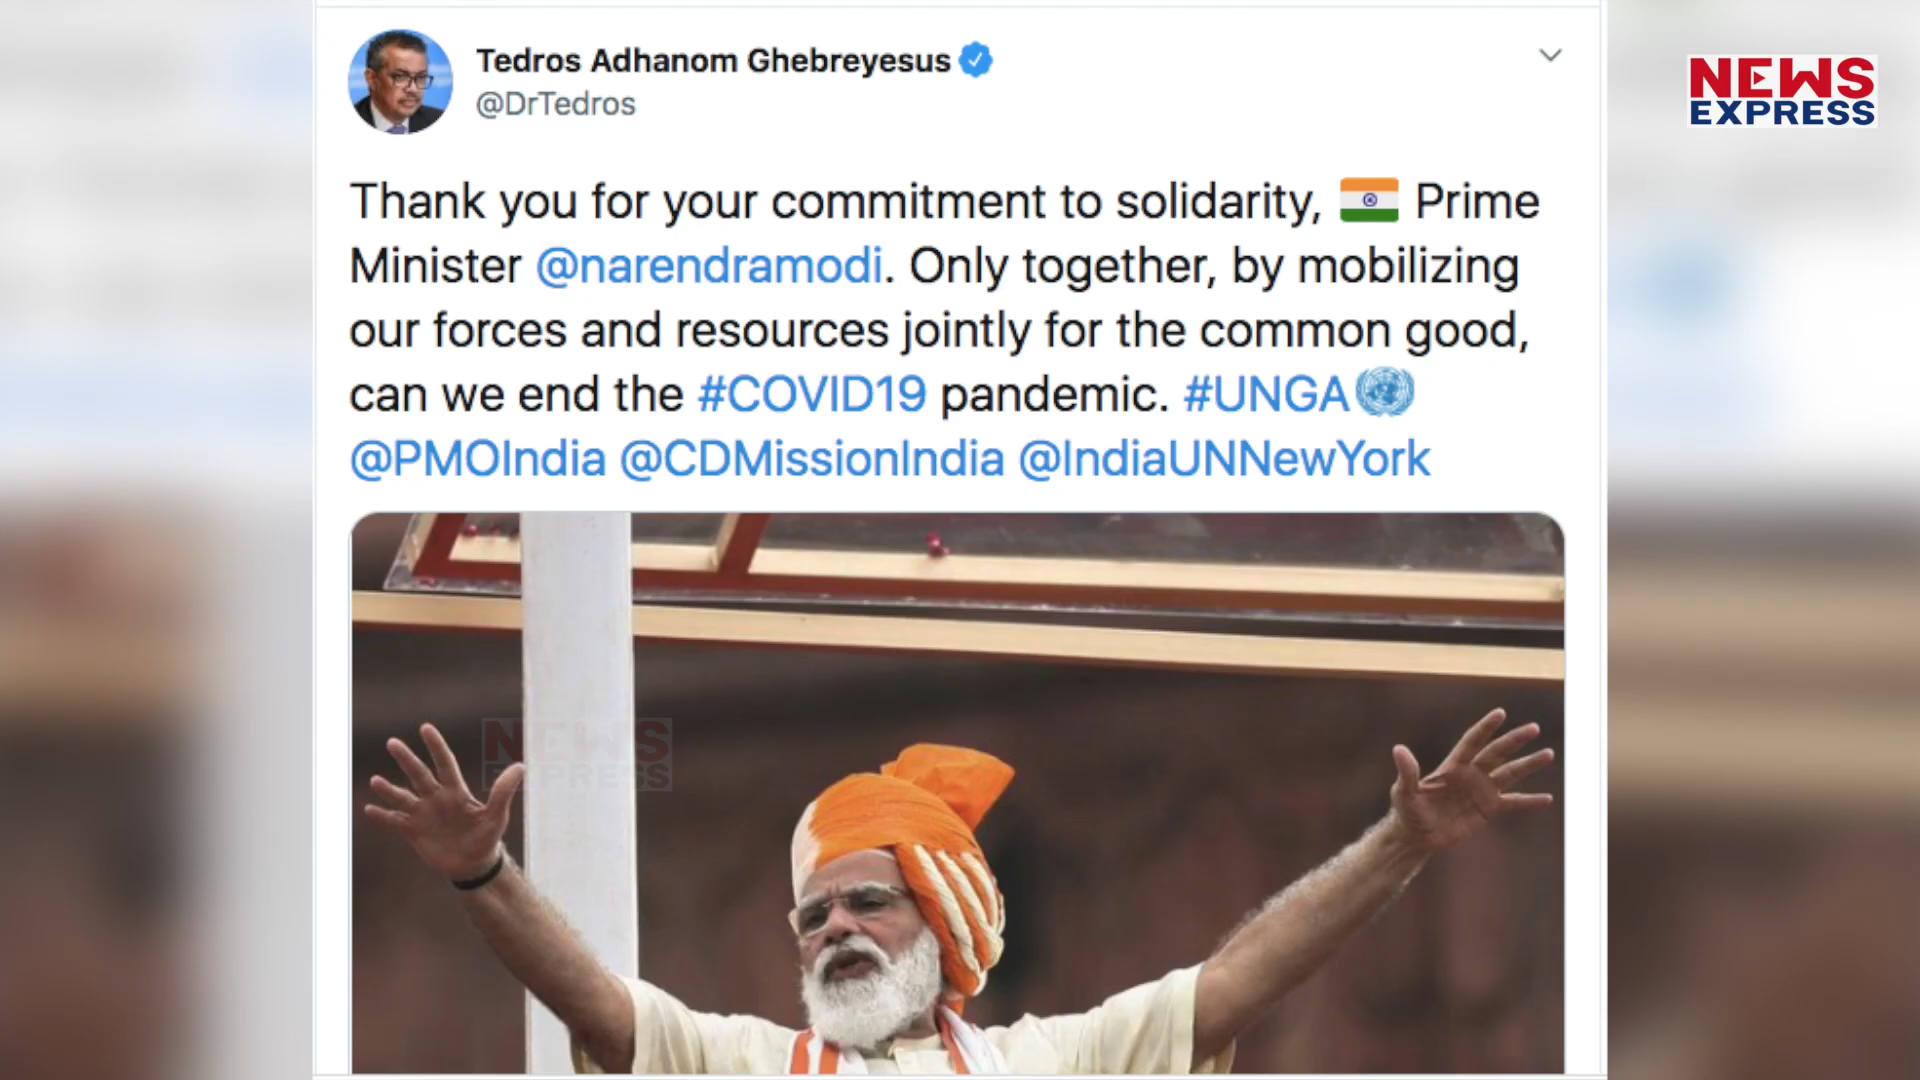 Tedros Adhanom Ghebreyesus
@DrTedros
NEWS
EXPRESS
Thank you for your commitment to solidarity, 🇮🇳 Prime
Minister @narendramodi. Only together, by mobilizing
our forces and resources jointly for the common good,
can we end the #COVID19 pandemic. #UNGA
@PMOIndia @CDMissionIndia @IndiaUNNewYork
NEWS
EXPRESS